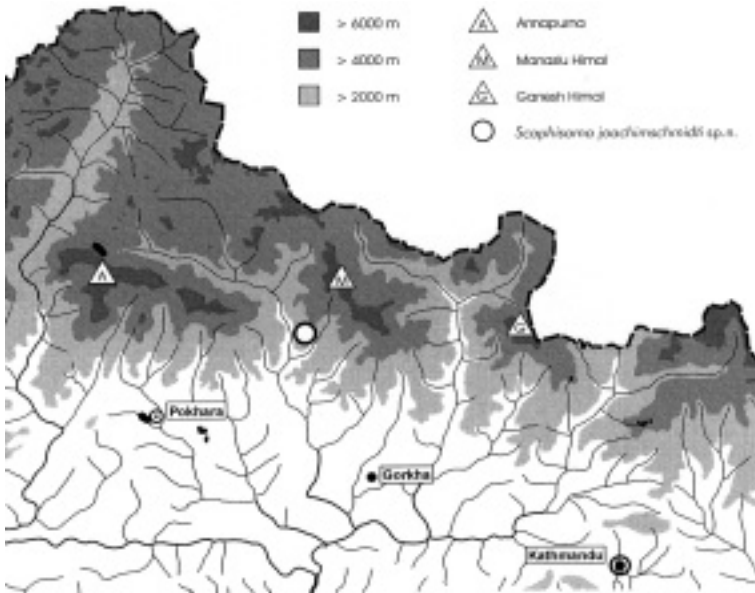 > 6000 m
> 4000 m
> 2000 m
A Annapurna
M Manaslu Himal
G Ganesh Himal
Scaphisoma joachimschmidti sp.n.
A
M
G
Pokhara
Gorkha
Kathmandu